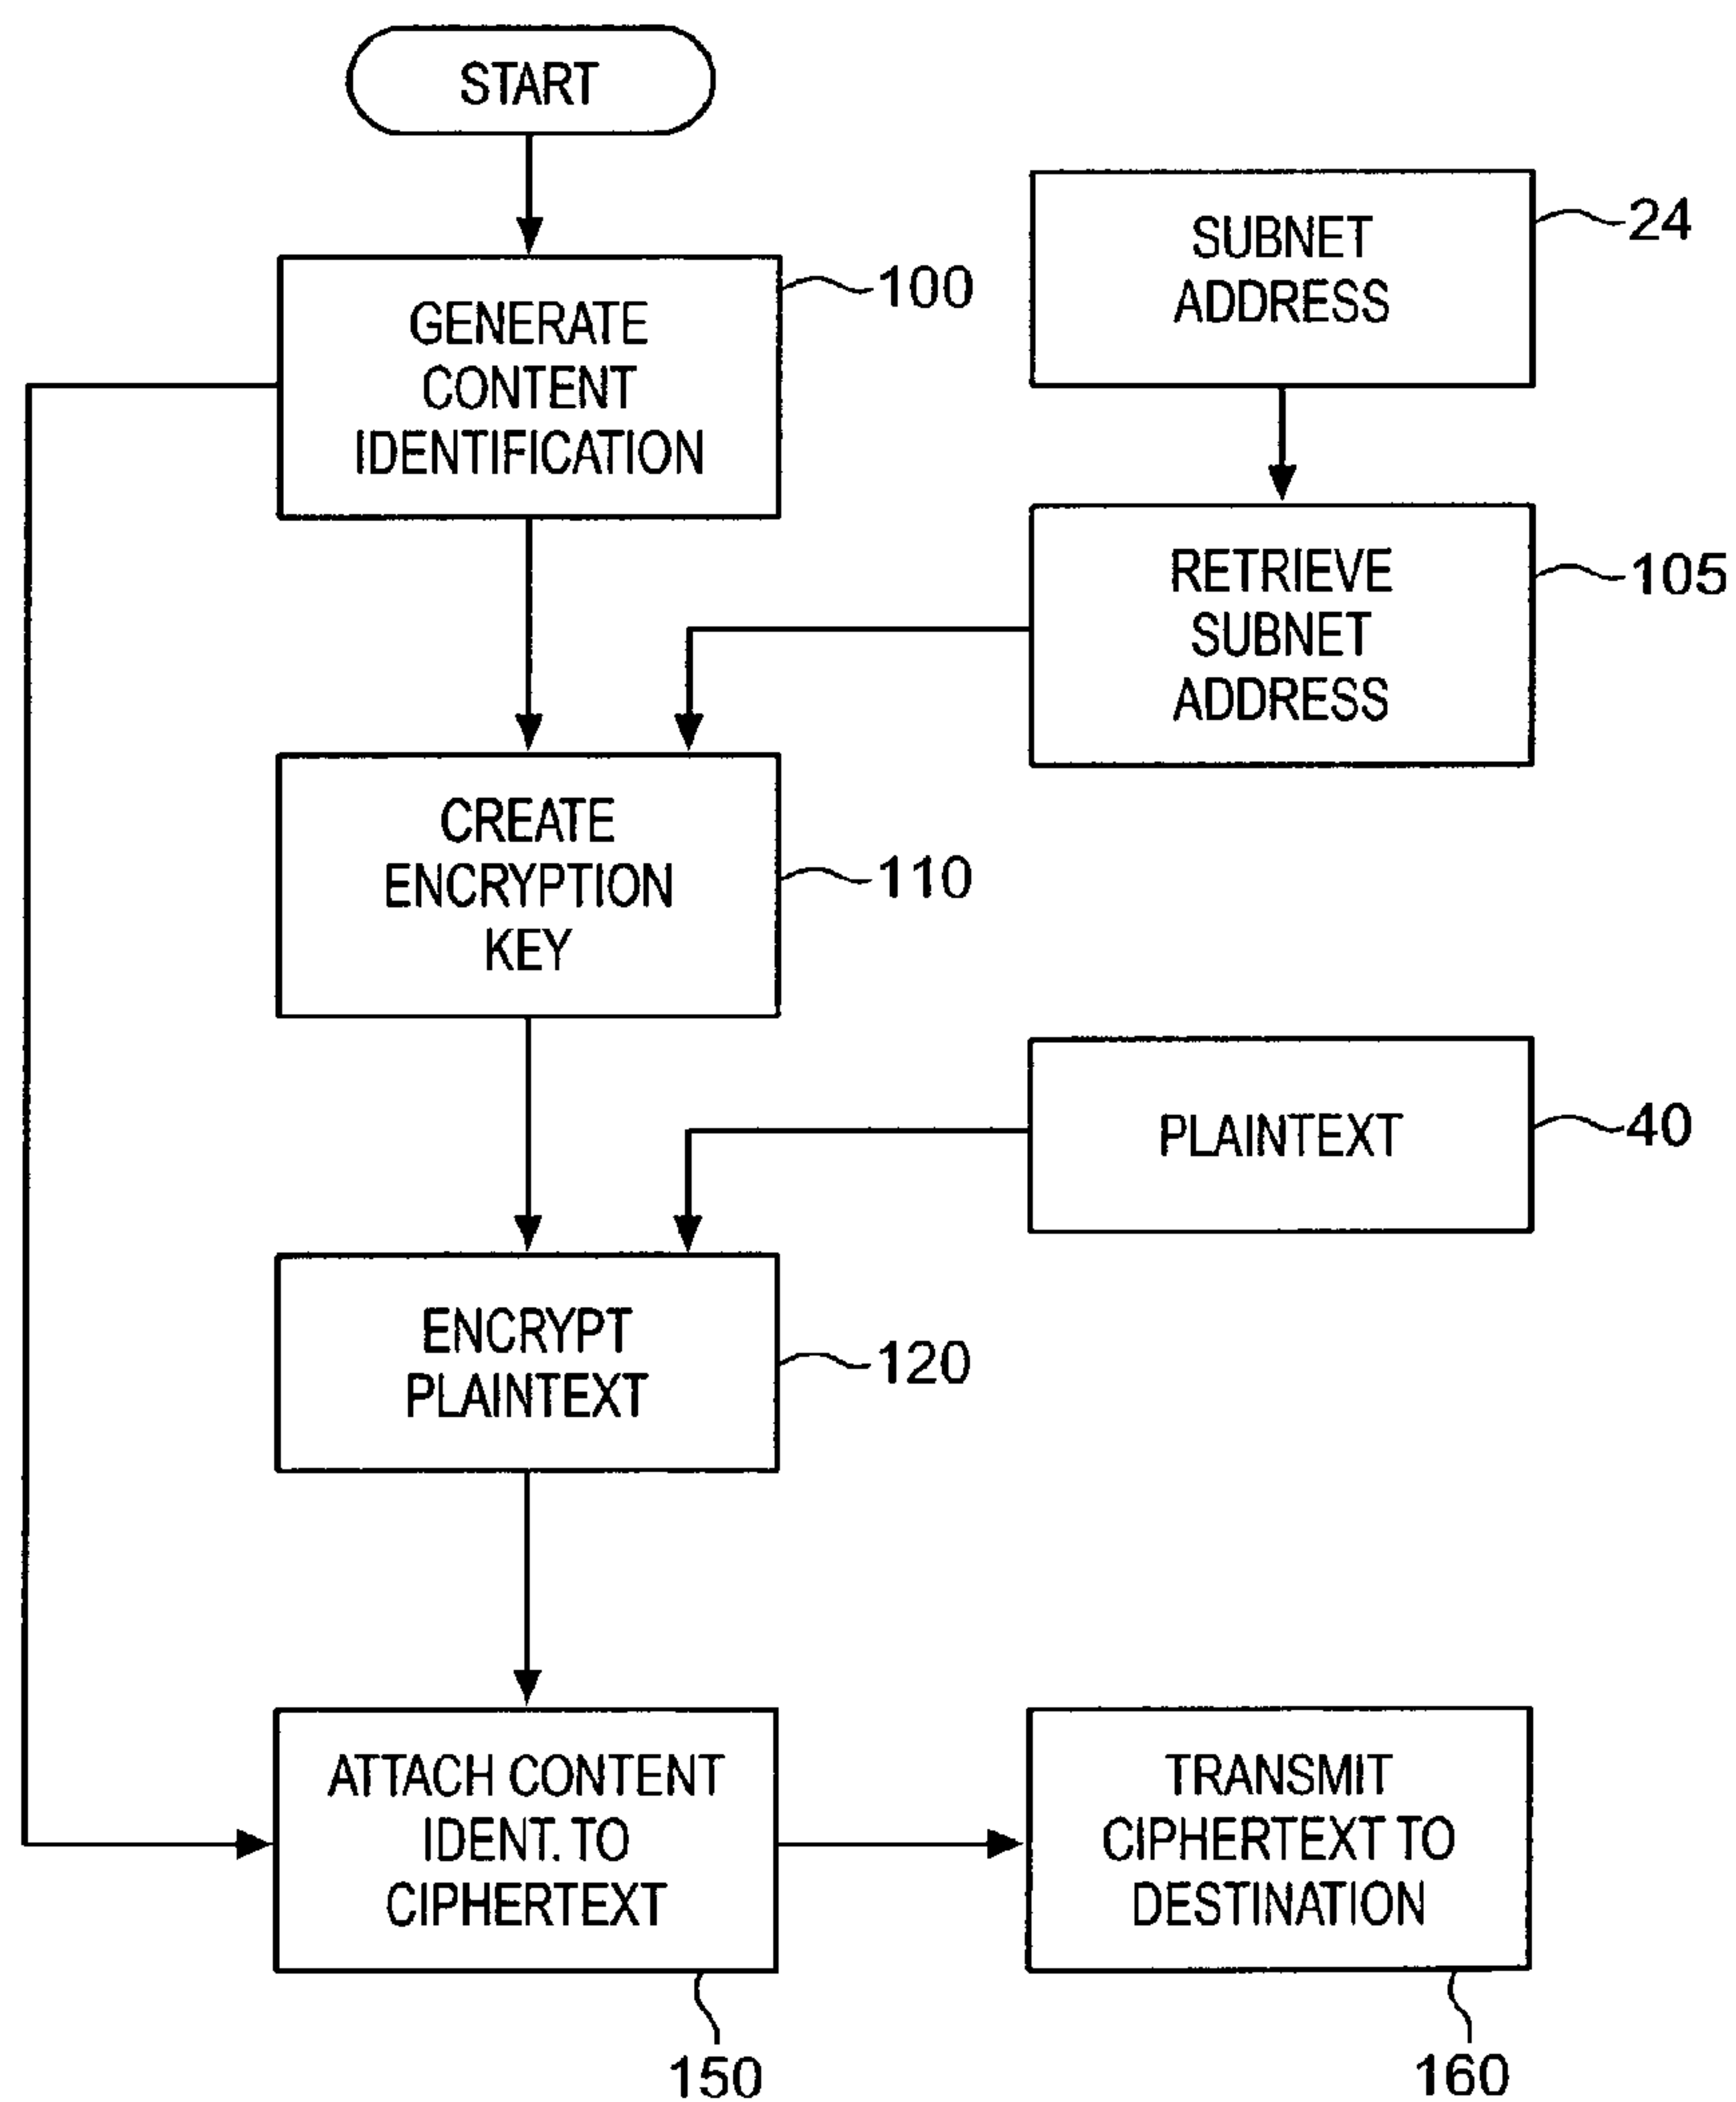 START
SUBNET
ADDRESS
24
GENERATE
CONTENT
IDENTIFICATION
100
RETRIEVE
SUBNET
ADDRESS
105
CREATE
ENCRYPTION
KEY
110
PLAINTEXT
40
ENCRYPT
PLAINTEXT
120
ATTACH CONTENT
IDENT. TO
CIPHERTEXT
150
TRANSMIT
CIPHERTEXT TO
DESTINATION
160